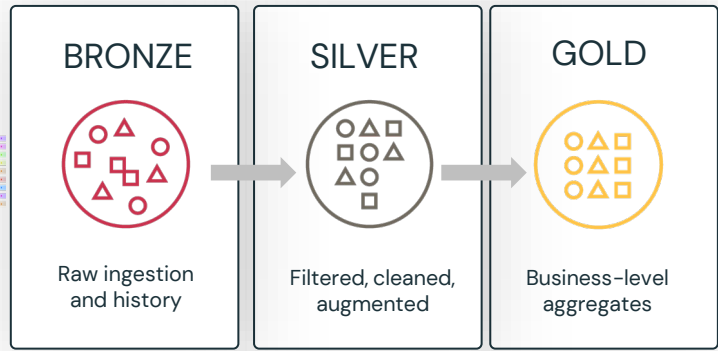 BRONZE
SILVER
GOLD
Raw ingestion
and history
Filtered, cleaned,
augmented
Business-level
aggregates